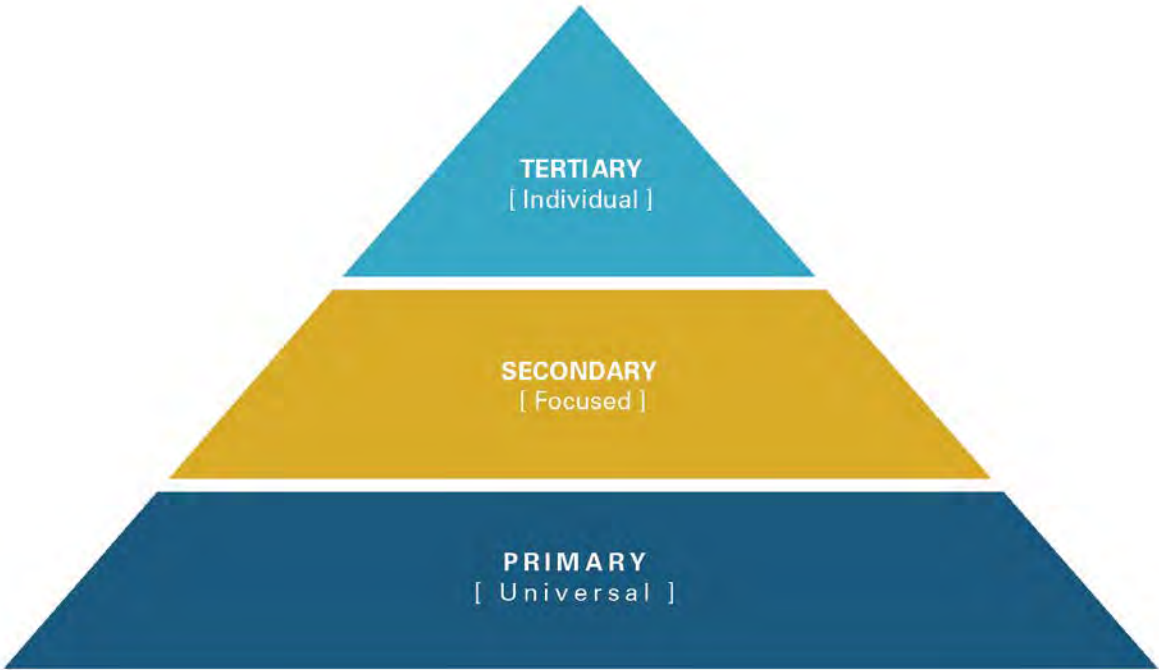 TERTIARY
[ Individual ]
SECONDARY
[ Focused ]
PRIMARY
[ Universal ]